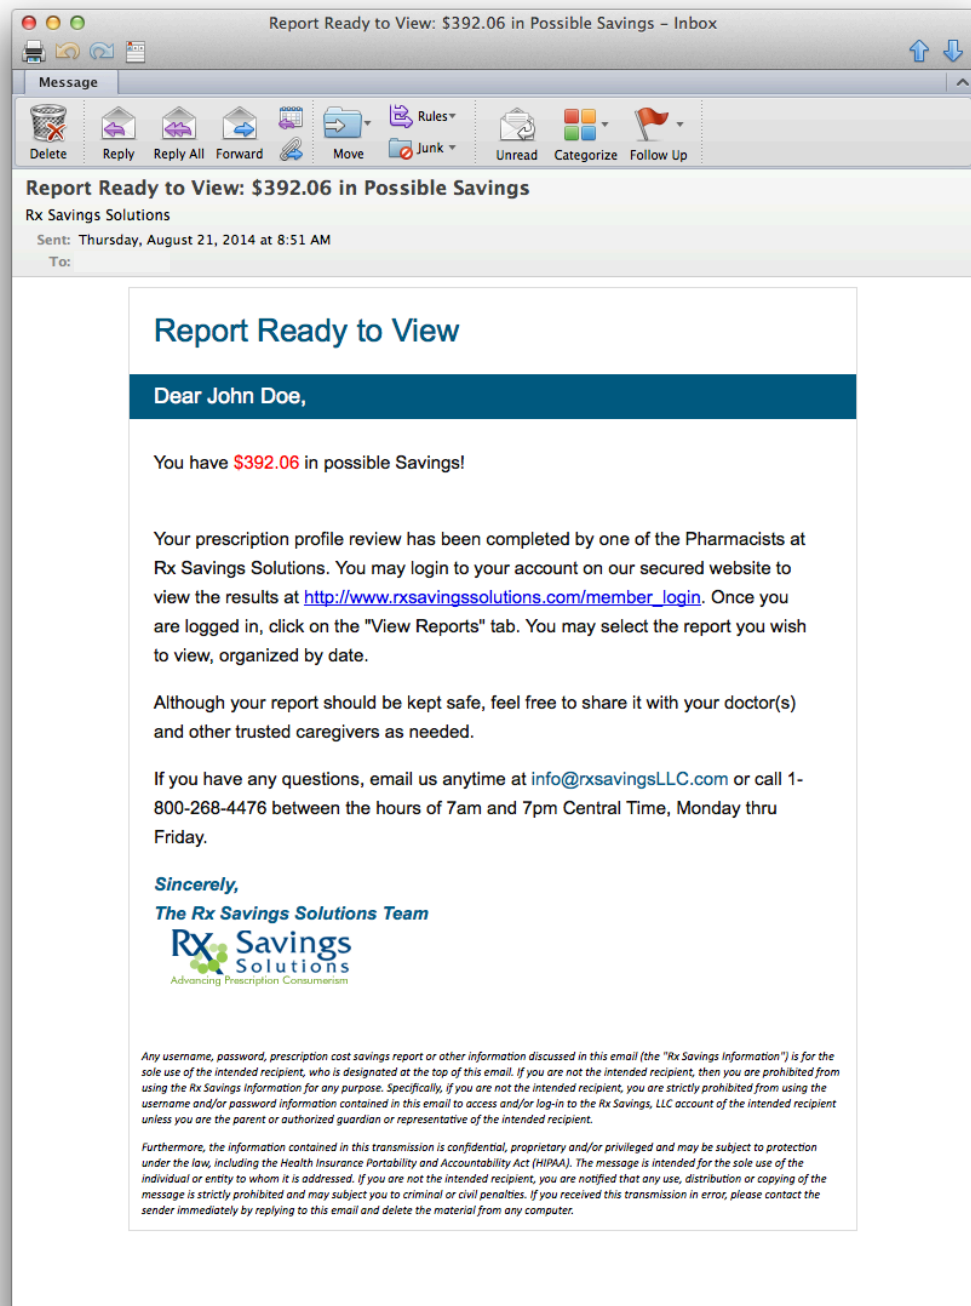 Report Ready to View: $392.06 in Possible Savings – Inbox
Message
Delete
Reply
Reply All
Forward
Move
Rules
Junk
Unread
Categorize
Follow Up
Report Ready to View: $392.06 in Possible Savings
Rx Savings Solutions
Sent: Thursday, August 21, 2014 at 8:51 AM
To:
Report Ready to View
Dear John Doe,
You have $392.06 in possible Savings!
Your prescription profile review has been completed by one of the Pharmacists at
Rx Savings Solutions. You may login to your account on our secured website to
view the results at http://www.rxsavingssolutions.com/member_login. Once you
are logged in, click on the "View Reports" tab. You may select the report you wish
to view, organized by date.
Although your report should be kept safe, feel free to share it with your doctor(s)
and other trusted caregivers as needed.
If you have any questions, email us anytime at info@rxsavingsLLC.com or call 1-
800-268-4476 between the hours of 7am and 7pm Central Time, Monday thru
Friday.
Sincerely,
The Rx Savings Solutions Team
Rx Savings
Solutions
Advancing Prescription Consumerism
Any username, password, prescription cost savings report or other information discussed in this email (the "Rx Savings Information") is for the
sole use of the intended recipient, who is designated at the top of this email. If you are not the intended recipient, then you are prohibited from
using the Rx Savings Information for any purpose. Specifically, if you are not the intended recipient, you are strictly prohibited from using the
username and/or password information contained in this email to access and/or log-in to the Rx Savings, LLC account of the intended recipient
unless you are the parent or authorized guardian or representative of the intended recipient.
Furthermore, the information contained in this transmission is confidential, proprietary and/or privileged and may be subject to protection
under the law, including the Health Insurance Portability and Accountability Act (HIPAA). The message is intended for the sole use of the
individual or entity to whom it is addressed. If you are not the intended recipient, you are notified that any use, distribution or copying of the
message is strictly prohibited and may subject you to criminal or civil penalties. If you received this transmission in error, please contact the
sender immediately by replying to this email and delete the material from any computer.